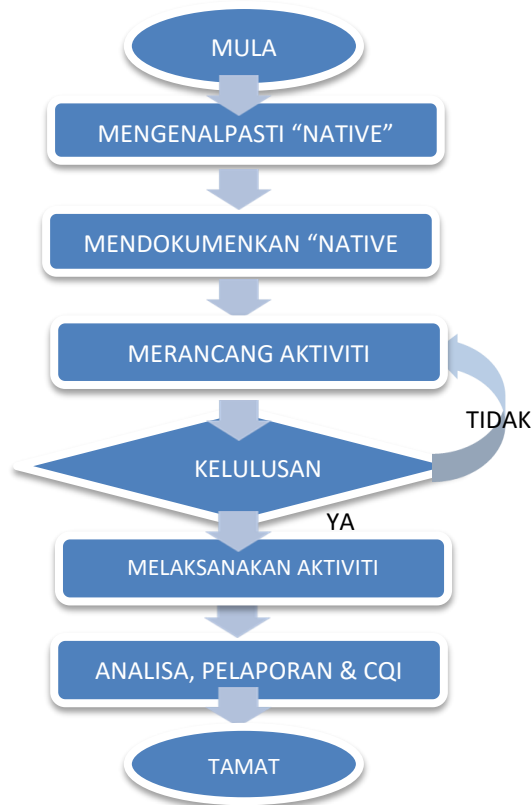 MULA
MENGENALPASTI “NATIVE”
MENDOKUMENKAN “NATIVE
MERANCANG AKTIVITI
TIDAK
KELULUSAN
YA
MELAKSANAKAN AKTIVITI
ANALISA, PELAPORAN & CQI
TAMAT